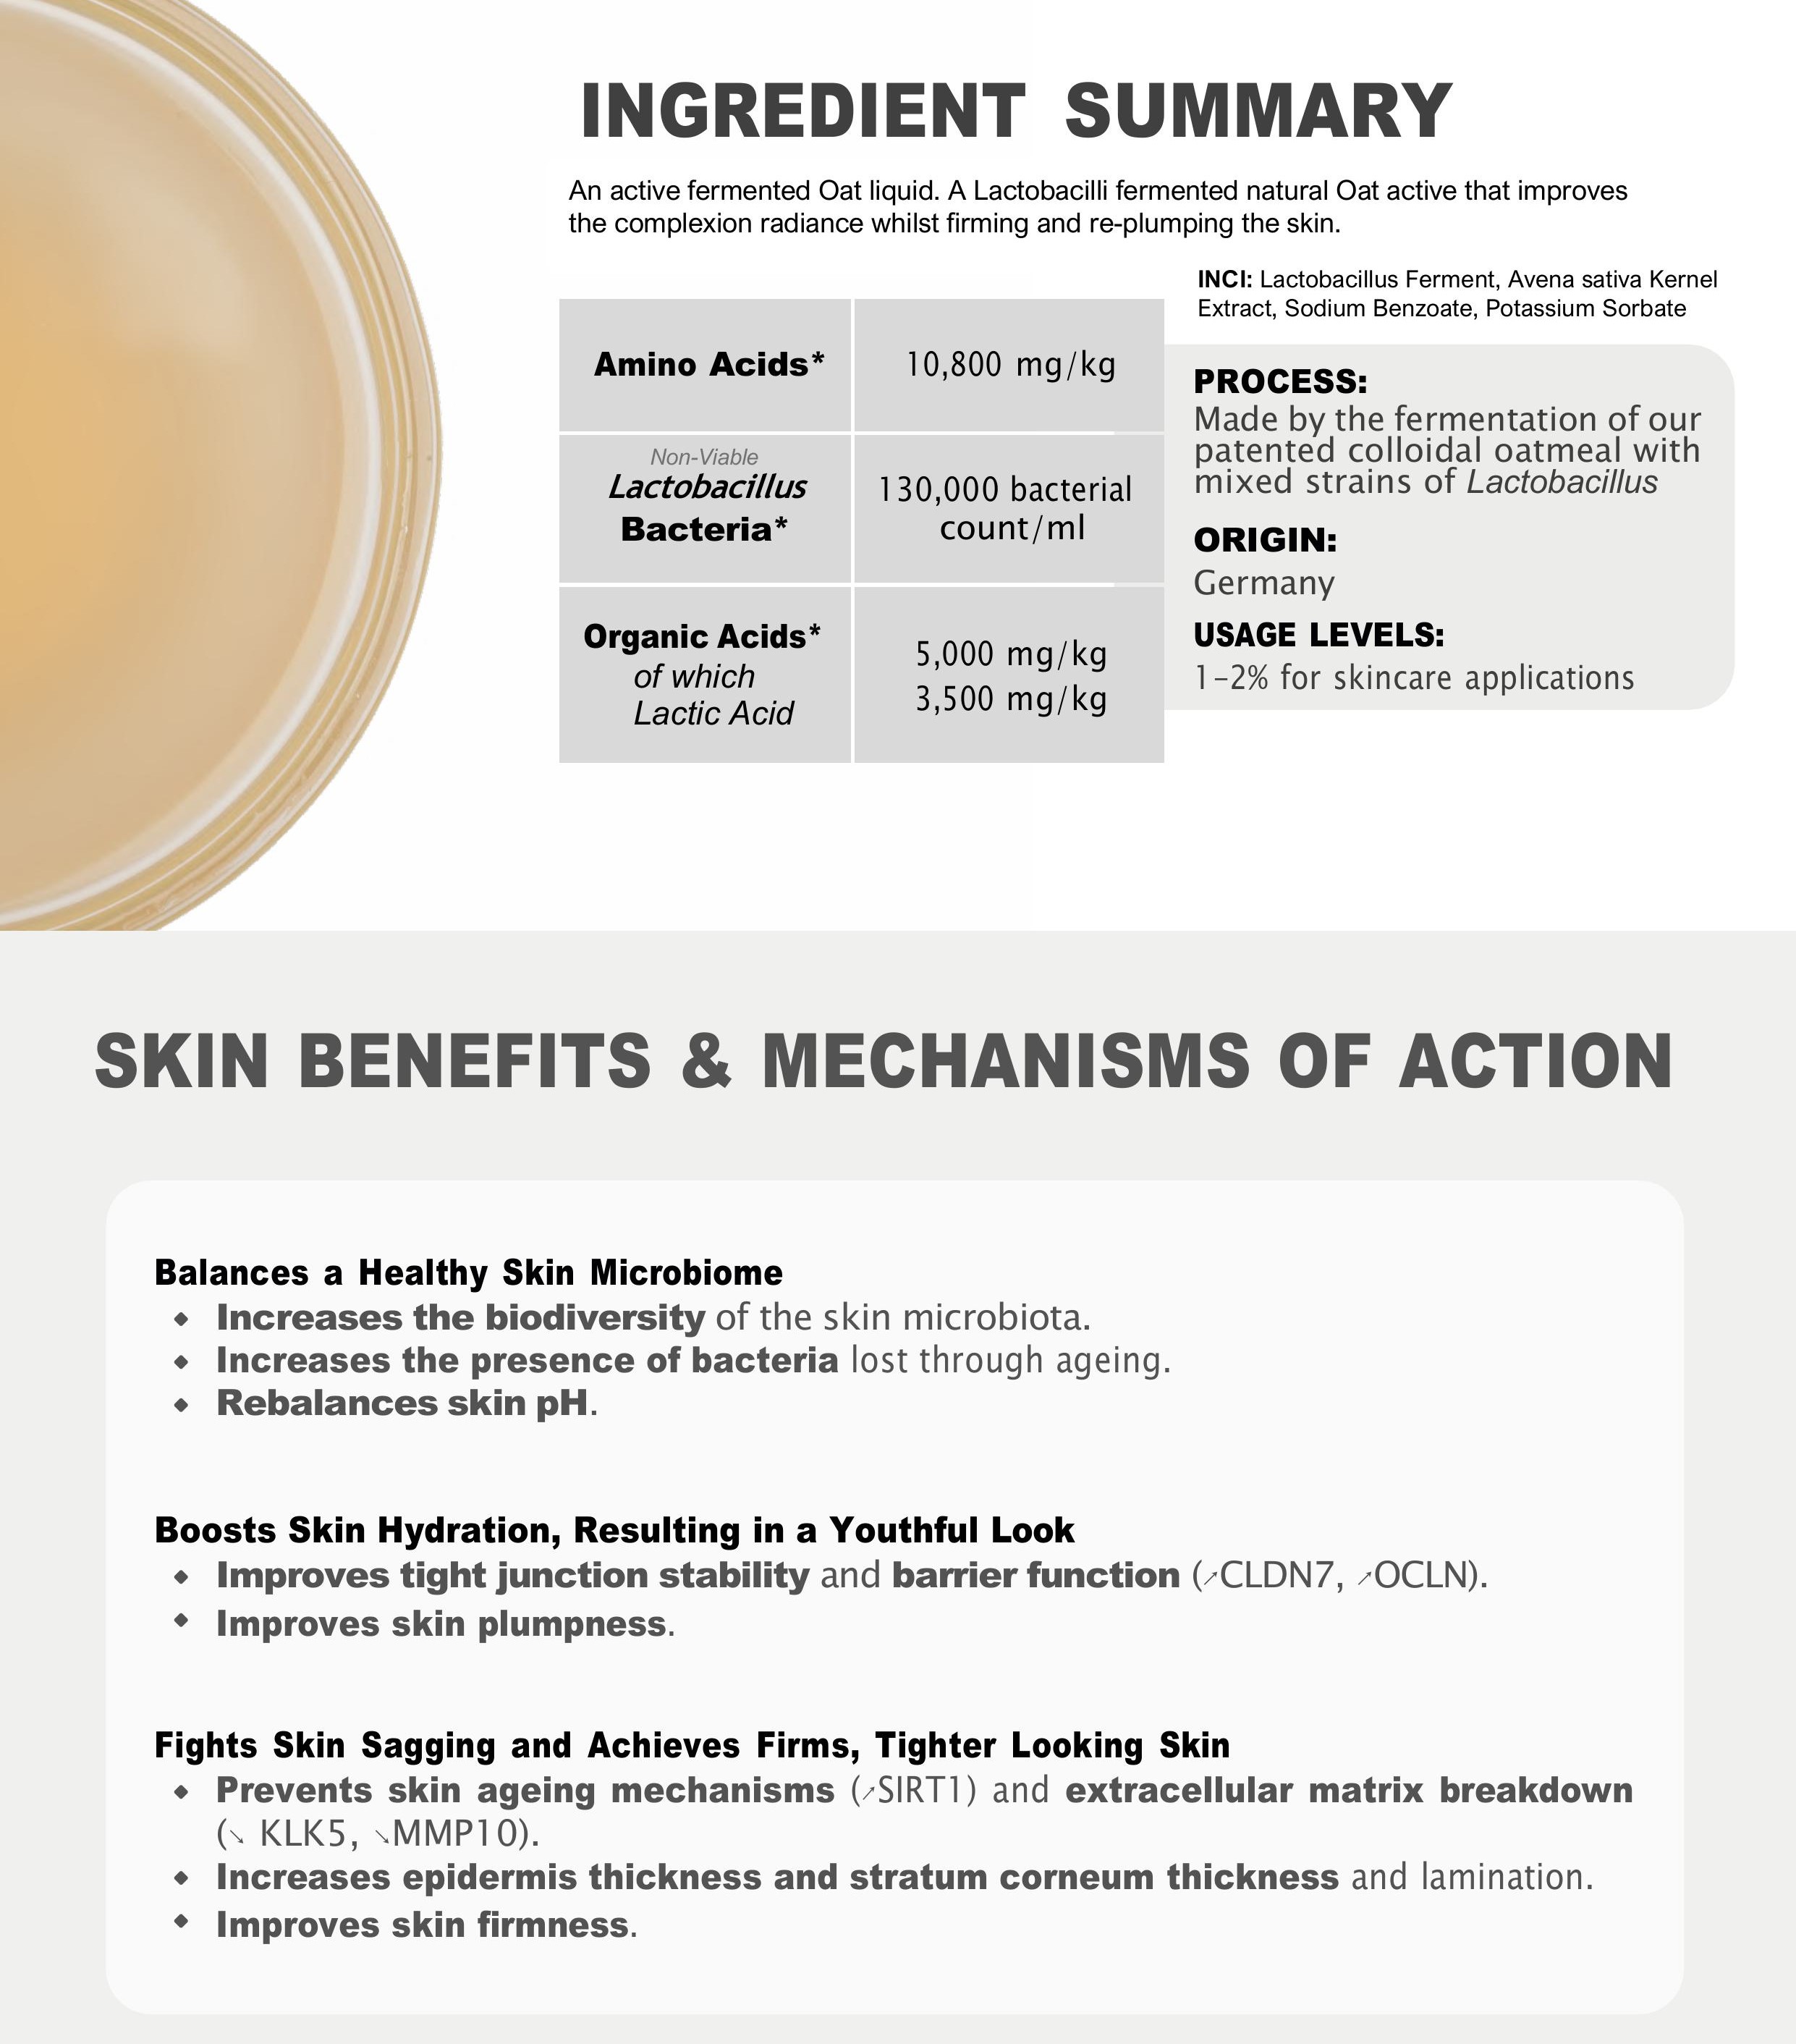 INGREDIENT SUMMARY
An active fermented Oat liquid. A Lactobacilli fermented natural Oat active that improves
the complexion radiance whilst firming and re-plumping the skin.
INCI: Lactobacillus Ferment, Avena sativa Kernel
Extract, Sodium Benzoate, Potassium Sorbate
Amino Acids*
10,800 mg/kg
Non-Viable
Lactobacillus
Bacteria*
130,000 bacterial
count/ml
Organic Acids*
of which
Lactic Acid
5,000 mg/kg
3,500 mg/kg
PROCESS:
Made by the fermentation of our
patented colloidal oatmeal with
mixed strains of Lactobacillus
ORIGIN:
Germany
USAGE LEVELS:
1-2% for skincare applications
SKIN BENEFITS & MECHANISMS OF ACTION
Balances a Healthy Skin Microbiome
• Increases the biodiversity of the skin microbiota.
• Increases the presence of bacteria lost through ageing.
• Rebalances skin pH.
Boosts Skin Hydration, Resulting in a Youthful Look
• Improves tight junction stability and barrier function (↗CLDN7, ↗OCLN).
• Improves skin plumpness.
Fights Skin Sagging and Achieves Firms, Tighter Looking Skin
• Prevents skin ageing mechanisms (↗SIRT1) and extracellular matrix breakdown
(↘ KLK5, ↘MMP10).
• Increases epidermis thickness and stratum corneum thickness and lamination.
• Improves skin firmness.